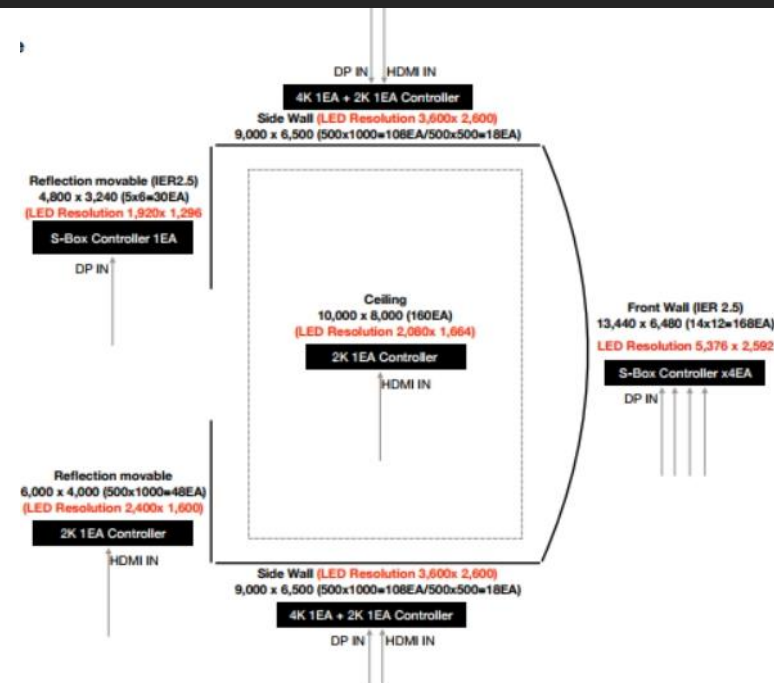 e
DP IN HDMI IN
4K 1EA + 2K 1EA Controller
Side Wall (LED Resolution 3,600x 2,600)
9,000 x 6,500 (500x1000=108EA/500x500=18EA)
Reflection movable (IER2.5)
4,800 x 3,240 (5x6=30EA)
(LED Resolution 1,920x 1,296
S-Box Controller 1EA
DP IN
Ceiling
10,000 x 8,000 (160EA)
(LED Resolution 2,080x 1,664)
2K 1EA Controller
HDMI IN
Front Wall (IER 2.5)
13,440 x 6,480 (14x12=168EA)
LED Resolution 5,376 x 2,592
S-Box Controller x4EA
DP IN
Reflection movable
6,000 x 4,000 (500x1000=48EA)
(LED Resolution 2,400x 1,600)
2K 1EA Controller
HDMI IN
Side Wall (LED Resolution 3,600x 2,600)
9,000 x 6,500 (500x1000=108EA/500x500=18EA)
4K 1EA + 2K 1EA Controller
DP IN HDMI IN